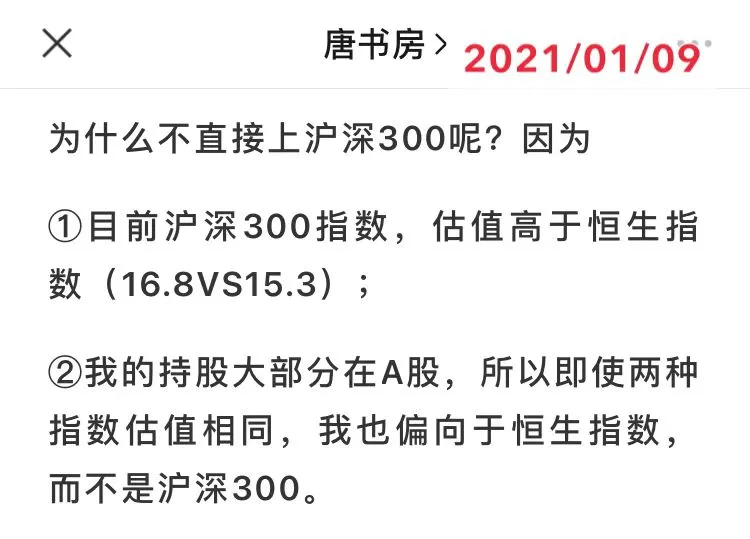 唐书房
2021/01/09
为什么不直接上沪深300呢？因为
①目前沪深300指数，估值高于恒生指
数（16.8VS15.3）；
②我的持股大部分在A股，所以即使两种
指数估值相同，我也偏向于恒生指数，
而不是沪深300。